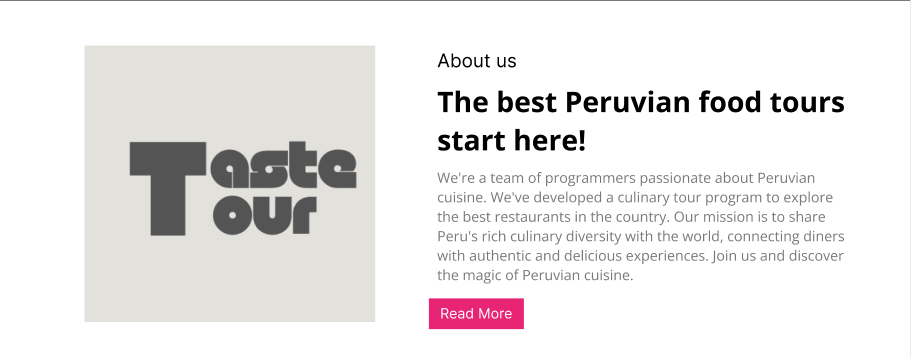 Taste
Tour
About us
The best Peruvian food tours
start here!
We're a team of programmers passionate about Peruvian
cuisine. We've developed a culinary tour program to explore
the best restaurants in the country. Our mission is to share
Peru's rich culinary diversity with the world, connecting diners
with authentic and delicious experiences. Join us and discover
the magic of Peruvian cuisine.
Read More